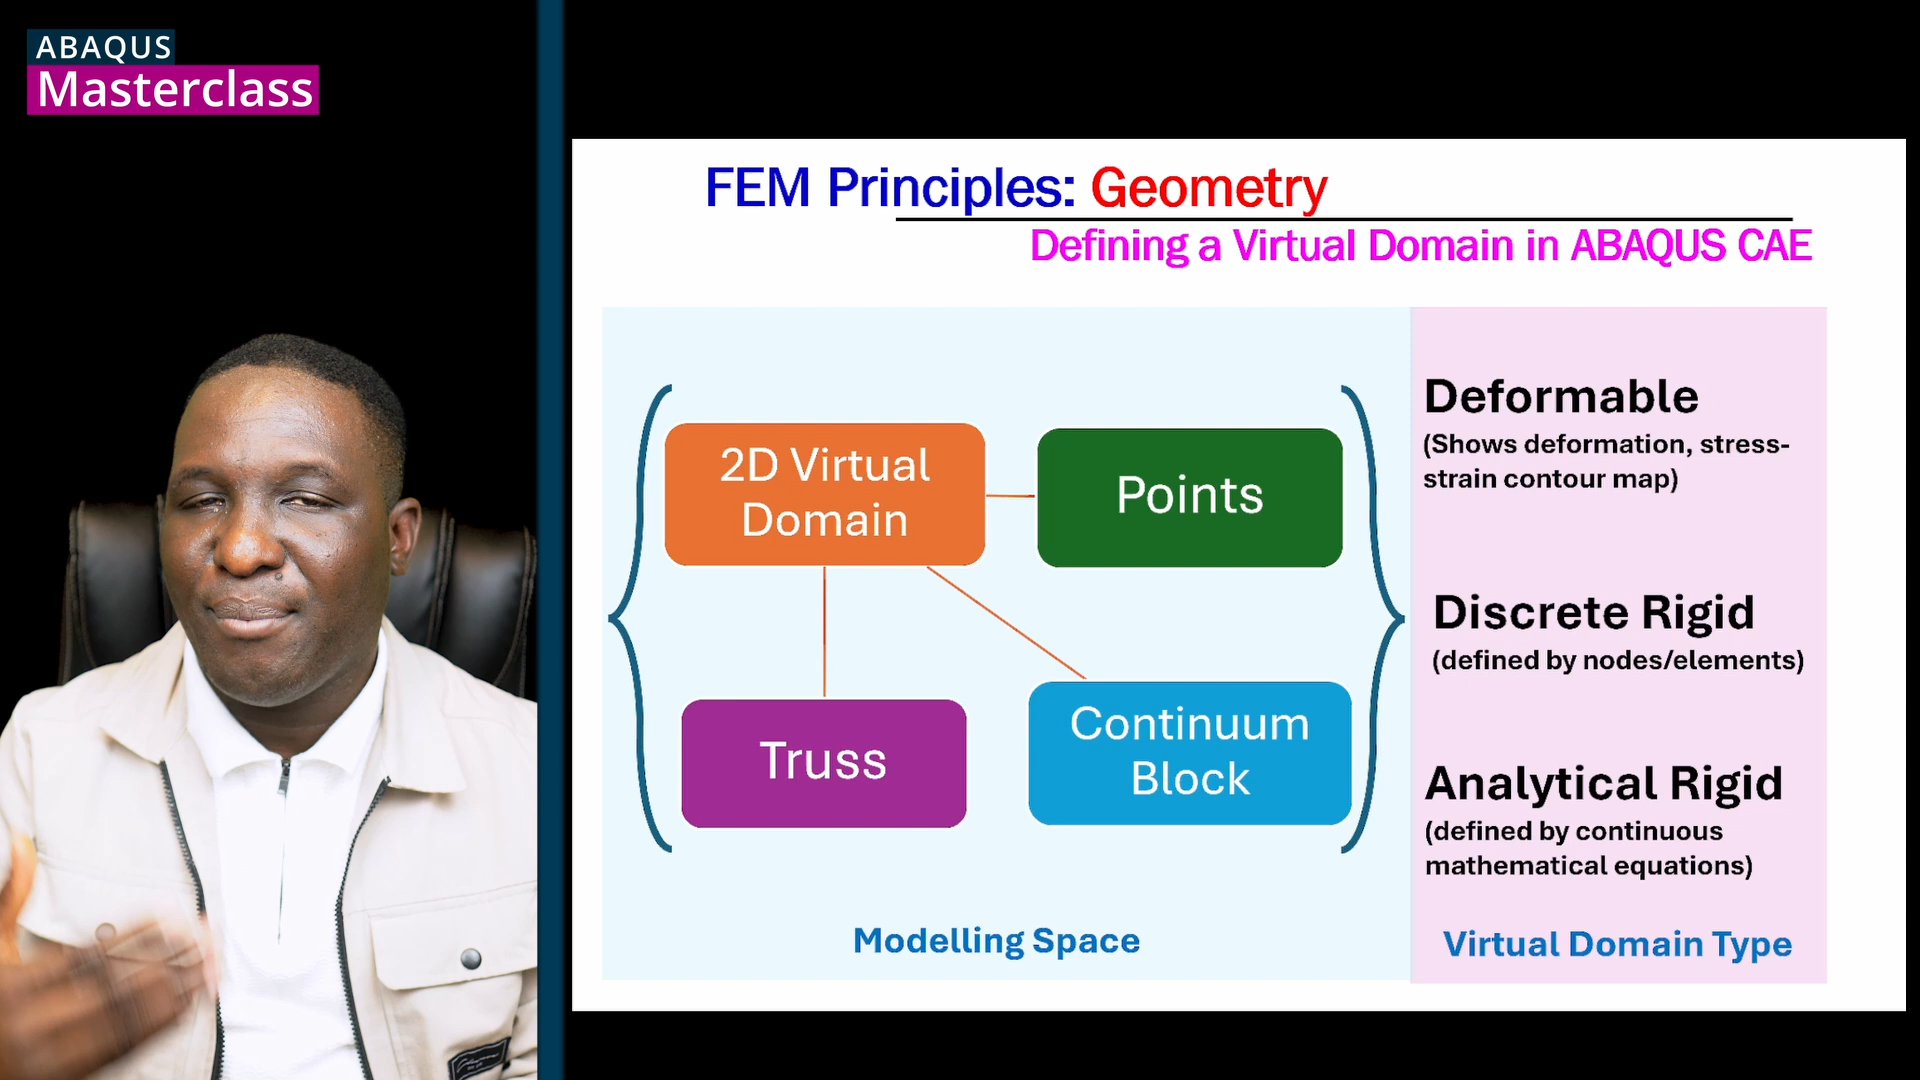 ABAQUS
Masterclass
FEM Principles: Geometry
Defining a Virtual Domain in ABAQUS CAE
2D Virtual
Domain
Points
Truss
Continuum
Block
Modelling Space
Deformable
(Shows deformation, stress-
strain contour map)
Discrete Rigid
(defined by nodes/elements)
Analytical Rigid
(defined by continuous
mathematical equations)
Virtual Domain Type